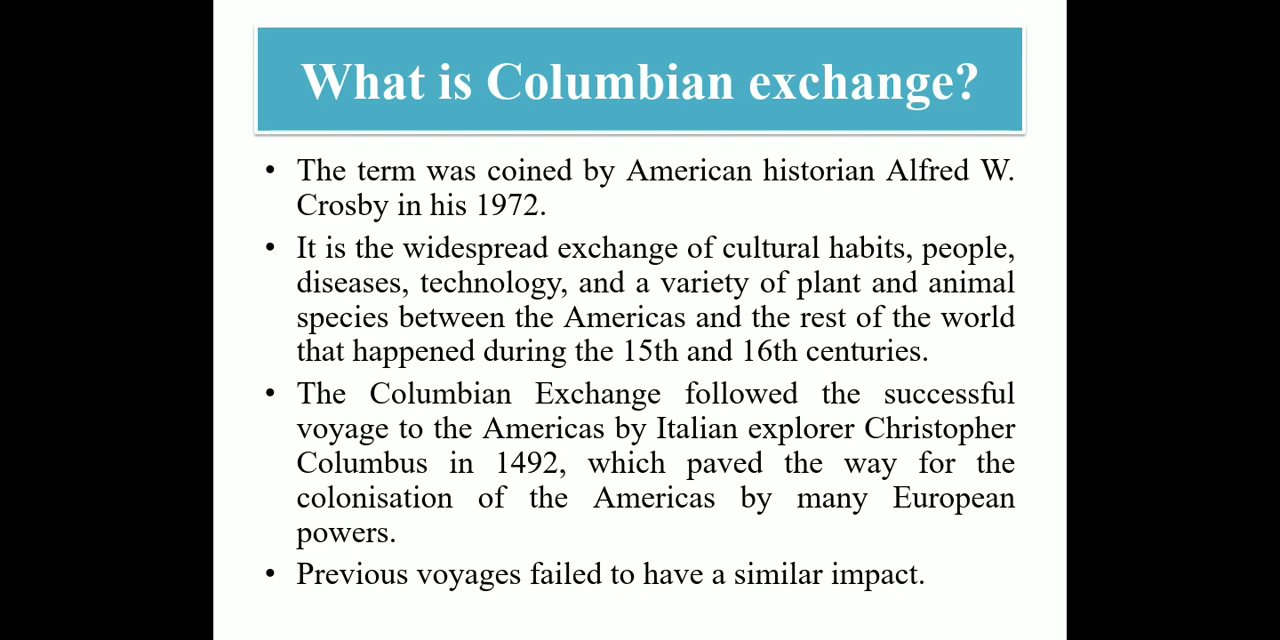 What is Columbian exchange?
• The term was coined by American historian Alfred W.
Crosby in his 1972.
• It is the widespread exchange of cultural habits, people,
diseases, technology, and a variety of plant and animal
species between the Americas and the rest of the world
that happened during the 15th and 16th centuries.
• The Columbian Exchange followed the successful
voyage to the Americas by Italian explorer Christopher
Columbus in 1492, which paved the way for the
colonisation of the Americas by many European
powers.
• Previous voyages failed to have a similar impact.